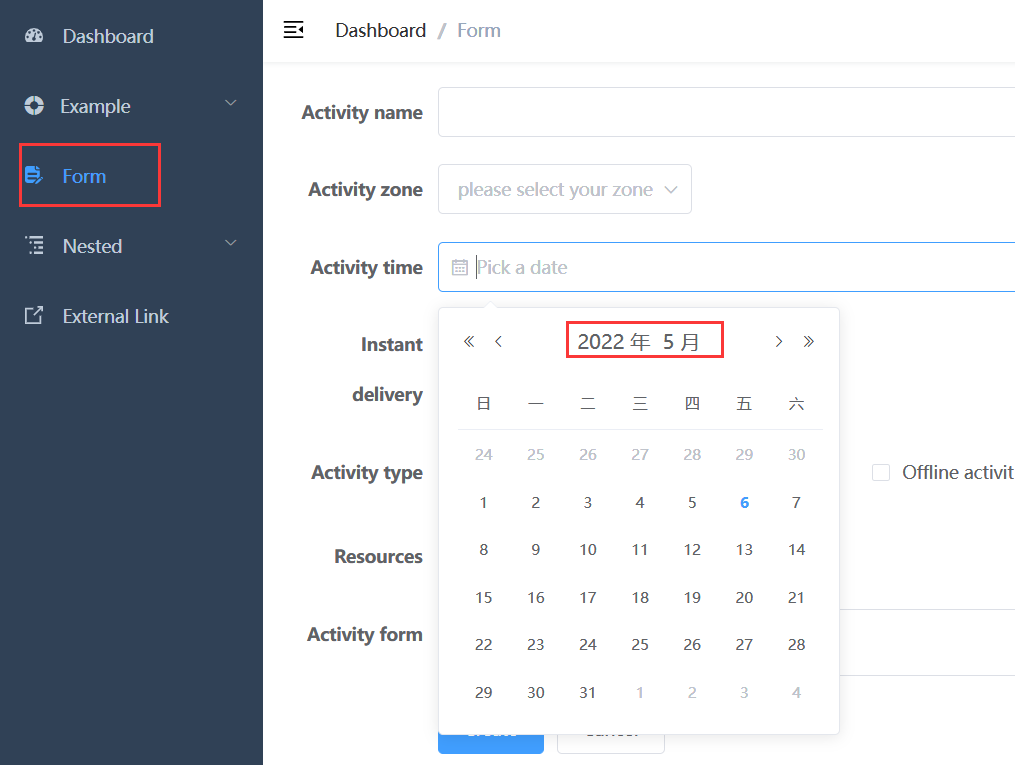 Dashboard
Example
Form
Nested
External Link
Dashboard / Form
Activity name
Activity zone
please select your zone
Activity time
Pick a date
Instant
delivery
Activity type
Offline activit
Resources
Activity form
« ‹ 2022 年 5 月 › »
日 一 二 三 四 五 六
24 25 26 27 28 29 30
1 2 3 4 5 6 7
8 9 10 11 12 13 14
15 16 17 18 19 20 21
22 23 24 25 26 27 28
29 30 31 1 2 3 4